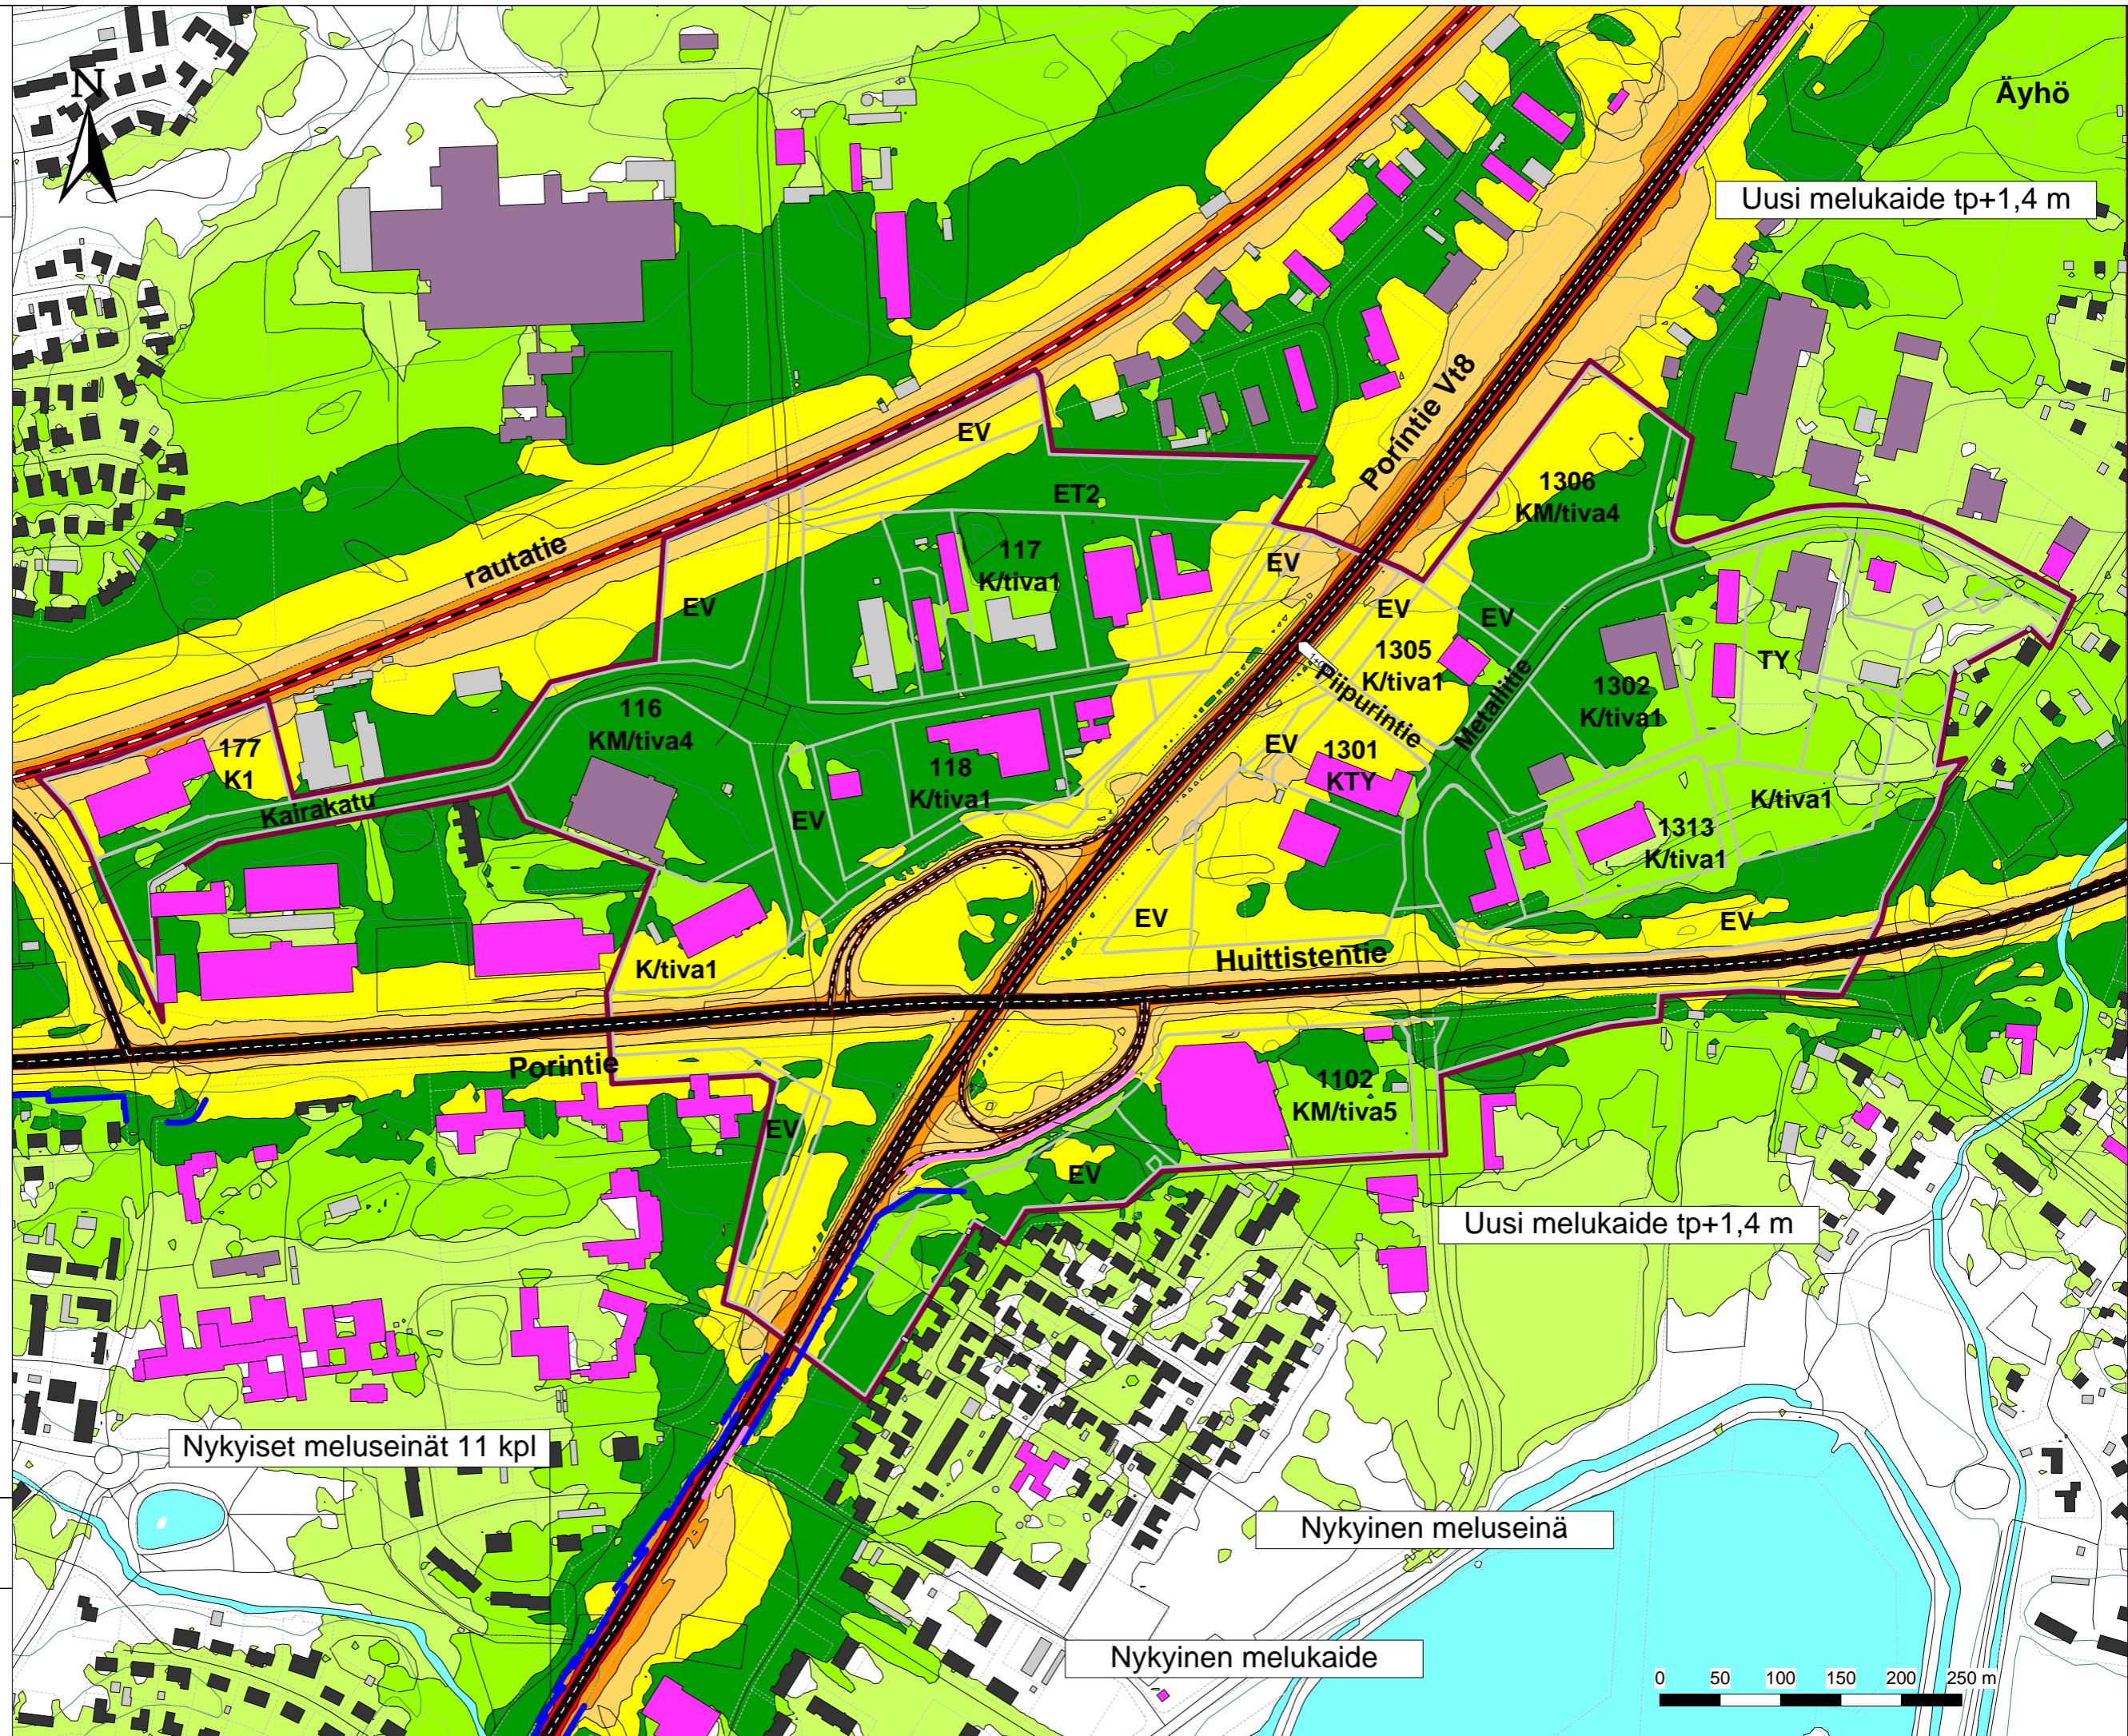 N
Äyhö
Uusi melukaide tp+1,4 m
Porintie Vt8
EV
ET2
1306
KM/tiva4
rautatie
117
K/tiva1
EV
EV
EV
EV
1305
K/tiva1
Piipurintie
Metallitie
1302
K/tiva1
TY
116
KM/tiva4
177
K1
Kairakatu
118
K/tiva1
EV
EV
1301
KTY
K/tiva1
1313
K/tiva1
EV
EV
K/tiva1
Huittistentie
Porintie
1102
KM/tiva5
EV
EV
Uusi melukaide tp+1,4 m
Nykyiset meluseinät 11 kpl
Nykyinen meluseinä
Nykyinen melukaide
0 50 100 150 200 250 m